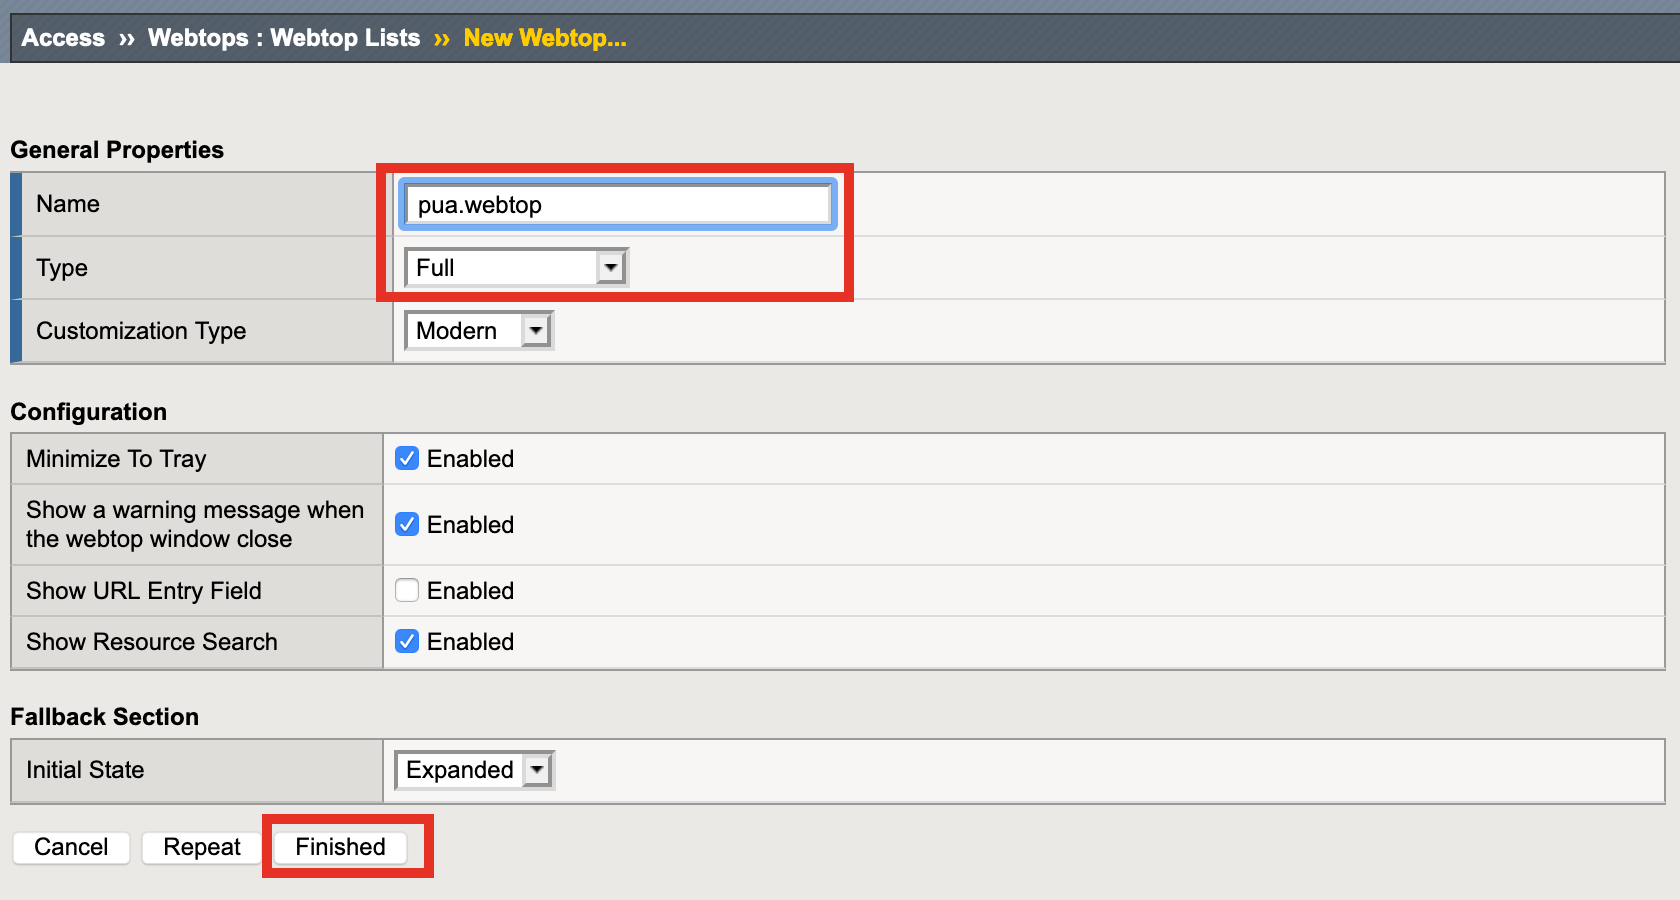 Access ›› Webtops : Webtop Lists ›› New Webtop...
General Properties
Name pua.webtop
Type Full
Customization Type Modern
Configuration
Minimize To Tray Enabled
Show a warning message when
the webtop window close Enabled
Show URL Entry Field Enabled
Show Resource Search Enabled
Fallback Section
Initial State Expanded
Cancel Repeat Finished